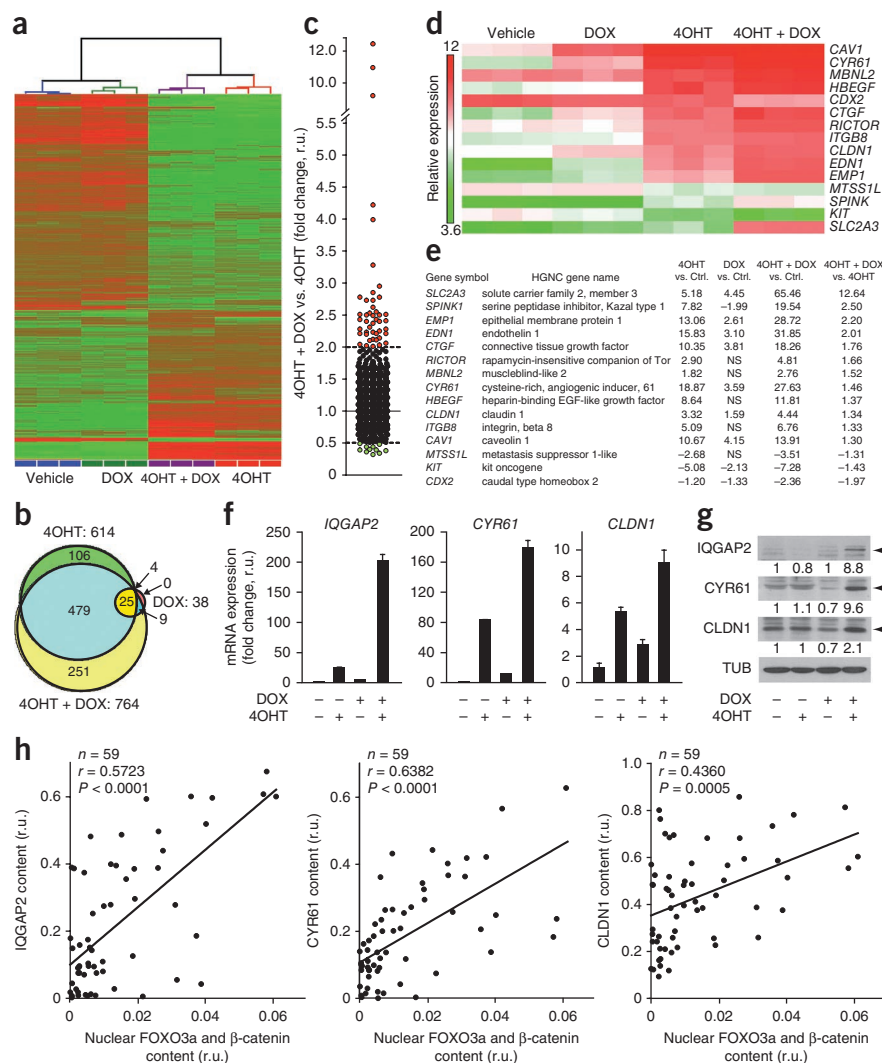 a
Vehicle
DOX
4OHT + DOX
4OHT
b
4OHT: 614
106
4
0
DOX: 38
25
479
9
251
4OHT + DOX: 764
c
4OHT + DOX vs. 4OHT (fold change, r.u.)
12.0
10.0
5.5
5.0
4.5
4.0
3.5
3.0
2.5
2.0
1.5
1.0
0.5
0
d
Vehicle DOX 4OHT 4OHT + DOX
12
Relative expression
3.6
CAV1
CYR61
MBNL2
HBEGF
CDX2
CTGF
RICTOR
ITGB8
CLDN1
EDN1
EMP1
MTSS1L
SPINK
KIT
SLC2A3
e
Gene symbol HGNC gene name 4OHT vs. Ctrl. DOX vs. Ctrl. 4OHT + DOX vs. Ctrl. 4OHT + DOX vs. 4OHT
SLC2A3 solute carrier family 2, member 3 5.18 4.45 65.46 12.64
SPINK1 serine peptidase inhibitor, Kazal type 1 7.82 −1.99 19.54 2.50
EMP1 epithelial membrane protein 1 13.06 2.61 28.72 2.20
EDN1 endothelin 1 15.83 3.10 31.85 2.01
CTGF connective tissue growth factor 10.35 3.81 18.26 1.76
RICTOR rapamycin-insensitive companion of Tor 2.90 NS 4.81 1.66
MBNL2 muscleblind-like 2 1.82 NS 2.76 1.52
CYR61 cysteine-rich, angiogenic inducer, 61 18.87 3.59 27.63 1.46
HBEGF heparin-binding EGF-like growth factor 8.64 NS 11.81 1.37
CLDN1 claudin 1 3.32 1.59 4.44 1.34
ITGB8 integrin, beta 8 5.09 NS 6.76 1.33
CAV1 caveolin 1 10.67 4.15 13.91 1.30
MTSS1L metastasis suppressor 1-like −2.68 NS −3.51 −1.31
KIT kit oncogene −5.08 −2.13 −7.28 −1.43
CDX2 caudal type homeobox 2 −1.20 −1.33 −2.36 −1.97
f
mRNA expression
(fold change, r.u.)
IQGAP2
250
200
150
100
50
0
CYR61
200
160
120
80
40
0
CLDN1
10
8
6
4
2
0
DOX − − + + − − + + − − + +
4OHT − + − + − + − + − + − +
g
IQGAP2
1 0.8 1 8.8
CYR61
1 1.1 0.7 9.6
CLDN1
1 1 0.7 2.1
TUB
DOX − − + +
4OHT − + − +
h
n = 59
r = 0.5723
P < 0.0001
IQGAP2 content (r.u.)
0.6
0.4
0.2
0
0 0.02 0.04 0.06
Nuclear FOXO3a and β-catenin
content (r.u.)
n = 59
r = 0.6382
P < 0.0001
CYR61 content (r.u.)
0.6
0.4
0.2
0
0 0.02 0.04 0.06
Nuclear FOXO3a and β-catenin
content (r.u.)
n = 59
r = 0.4360
P = 0.0005
CLDN1 content (r.u.)
1.0
0.8
0.6
0.4
0.2
0
0 0.02 0.04 0.06
Nuclear FOXO3a and β-catenin
content (r.u.)